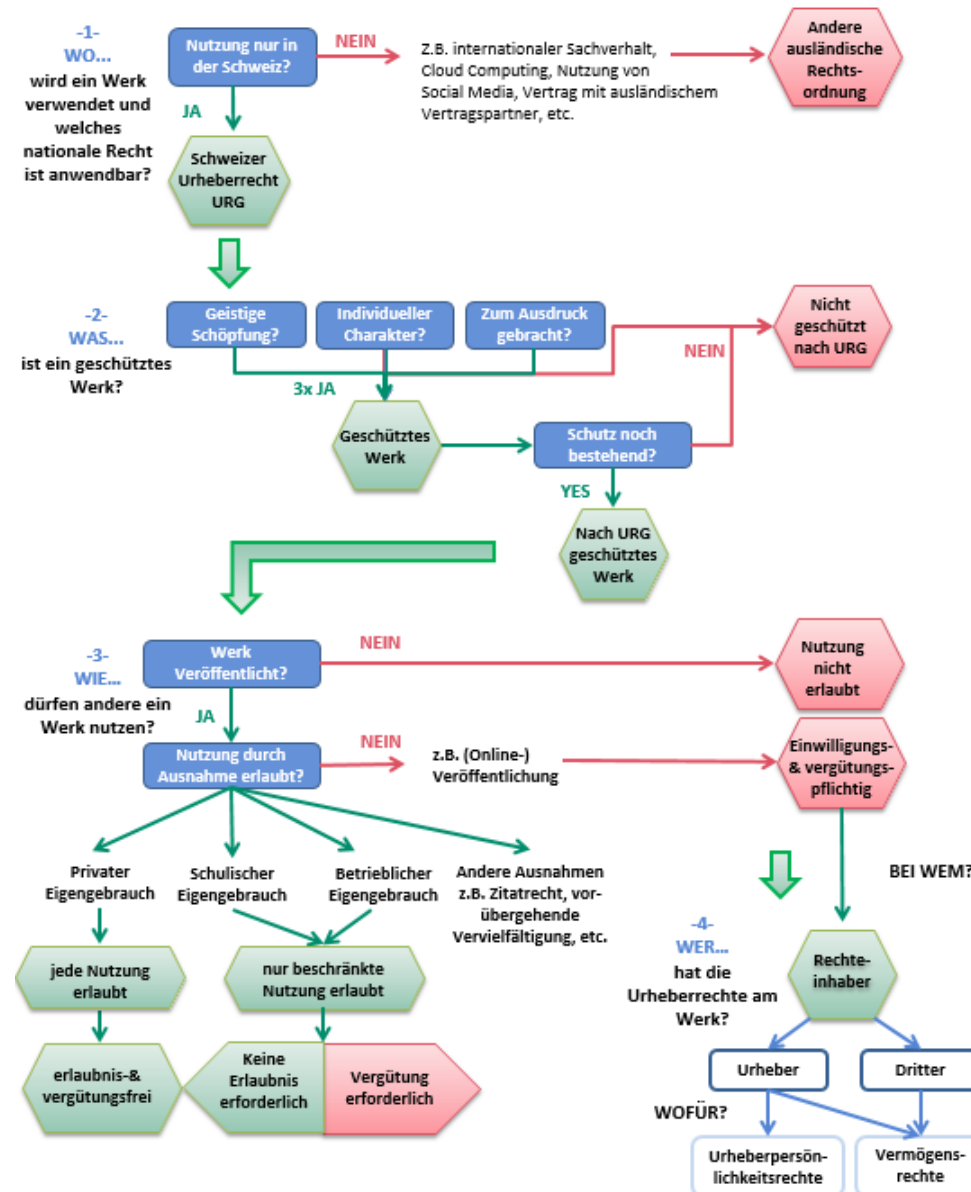 -1-
WO...
wird ein Werk
verwendet und
welches
nationale Recht
ist anwendbar?
Nutzung nur in
der Schweiz?
NEIN
Z.B. internationaler Sachverhalt,
Cloud Computing, Nutzung von
Social Media, Vertrag mit ausländischem
Vertragspartner, etc.
Andere
ausländische
Rechts-
ordnung
JA
Schweizer
Urheberrecht
URG
-2-
WAS...
ist ein geschütztes
Werk?
Geistige
Schöpfung?
Individueller
Charakter?
Zum Ausdruck
gebracht?
NEIN
Nicht
geschützt
nach URG
3x JA
Geschütztes
Werk
Schutz noch
bestehend?
YES
Nach URG
geschütztes
Werk
-3-
WIE...
dürfen andere ein
Werk nutzen?
Werk
Veröffentlicht?
NEIN
Nutzung
nicht
erlaubt
JA
Nutzung durch
Ausnahme erlaubt?
NEIN
z.B. (Online-)
Veröffentlichung
Einwilligungs-
& vergütungs-
pflichtig
Privater
Eigengebrauch
Schulischer
Eigengebrauch
Betrieblicher
Eigengebrauch
Andere Ausnahmen
z.B. Zitatrecht, vor-
übergehende
Vervielfältigung, etc.
BEI WEM?
jede Nutzung
erlaubt
nur beschränkte
Nutzung erlaubt
-4-
WER...
hat die
Urheberrechte am
Werk?
Rechte-
inhaber
erlaubnis-&
vergütungsfrei
Keine
Erlaubnis
erforderlich
Vergütung
erforderlich
Urheber
Dritter
WOFÜR?
Urheberpersön-
lichkeitsrechte
Vermögens-
rechte